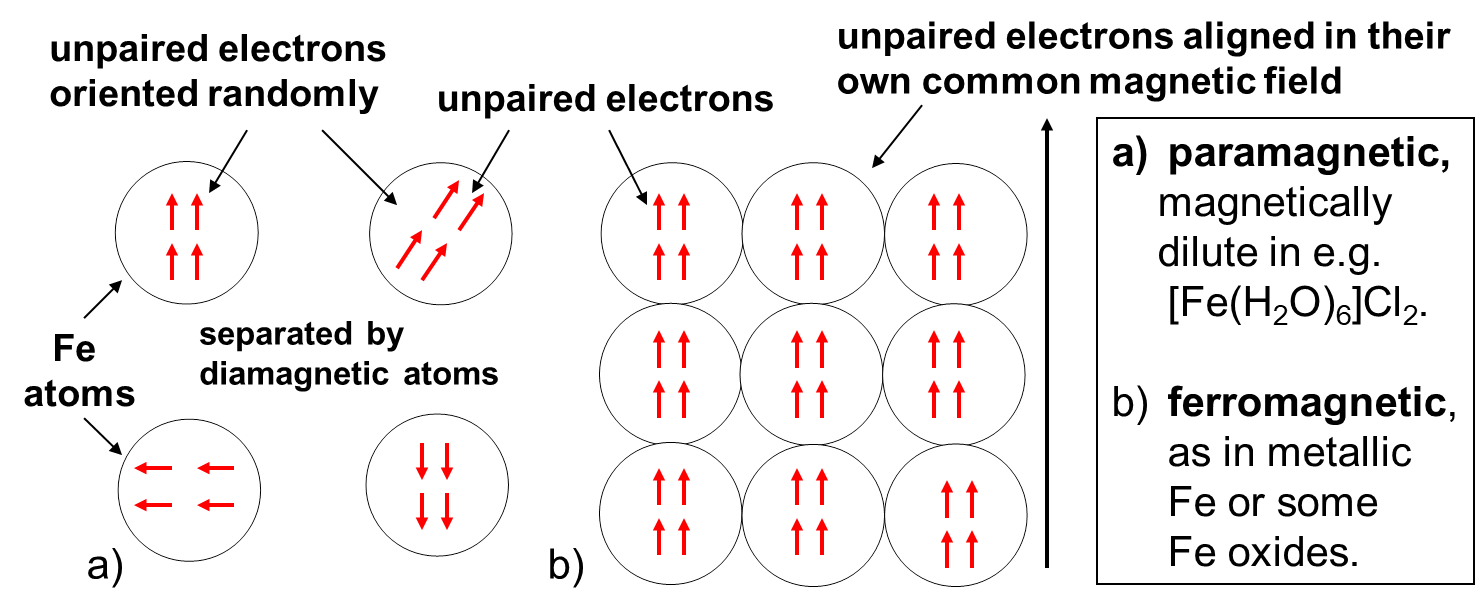 unpaired electrons
oriented randomly
unpaired electrons
unpaired electrons aligned in their
own common magnetic field
Fe
atoms
separated by
diamagnetic atoms
a)
b)
a) paramagnetic,
magnetically
dilute in e.g.
[Fe(H₂O)₆]Cl₂.
b) ferromagnetic,
as in metallic
Fe or some
Fe oxides.